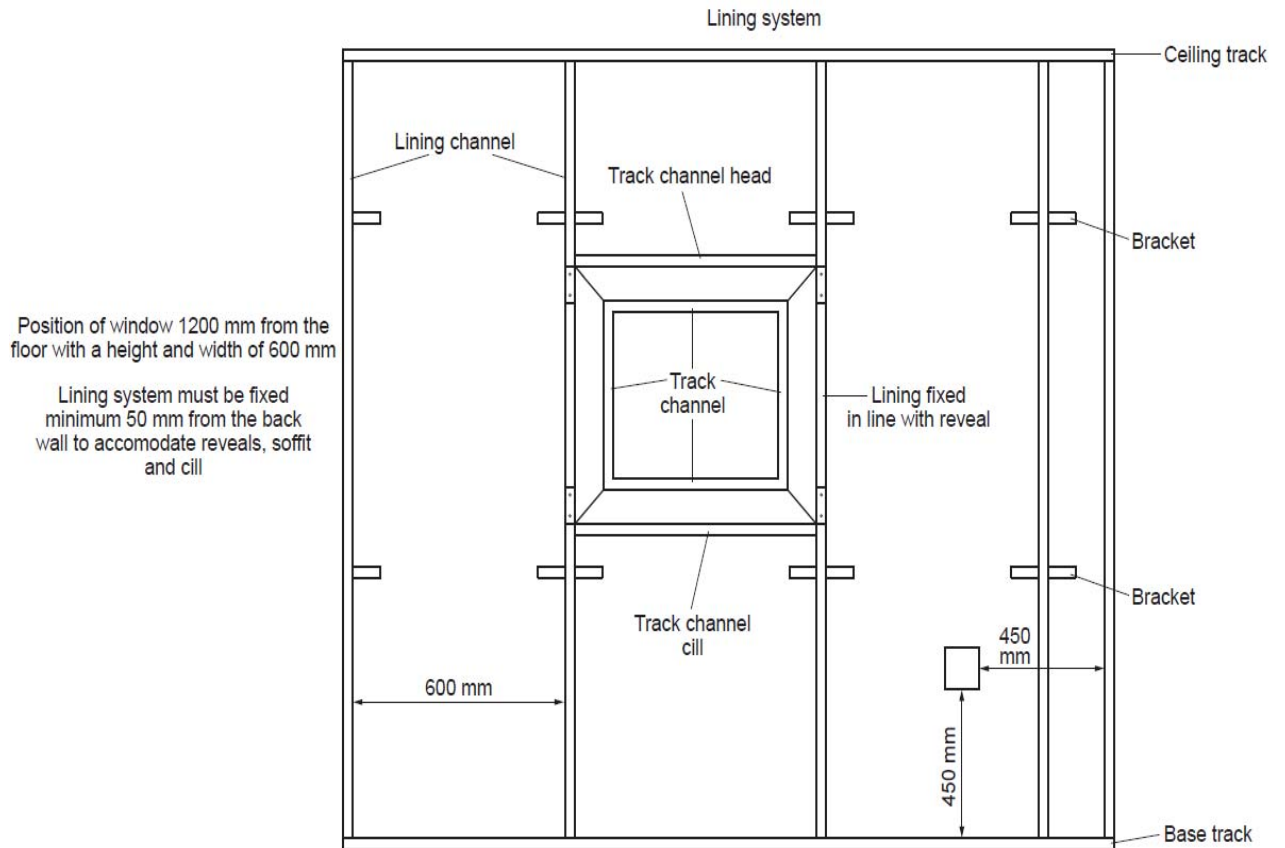 Lining system
Ceiling track
Lining channel
Track channel head
Bracket
Position of window 1200 mm from the
floor with a height and width of 600 mm
Lining system must be fixed
minimum 50 mm from the back
wall to accomodate reveals, soffit
and cill
Track
channel
Lining fixed
in line with reveal
Bracket
Track channel
cill
450
mm
600 mm
450 mm
Base track